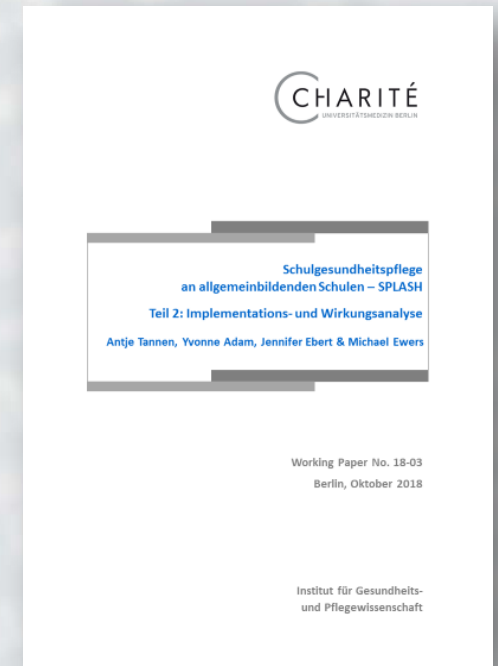 CHARITÉ
UNIVERSITÄTSMEDIZIN BERLIN
Schulgesundheitspflege
an allgemeinbildenden Schulen – SPLASH
Teil 2: Implementations- und Wirkungsanalyse
Antje Tannen, Yvonne Adam, Jennifer Ebert & Michael Ewers
Working Paper No. 18-03
Berlin, Oktober 2018
Institut für Gesundheits-
und Pflegewissenschaft